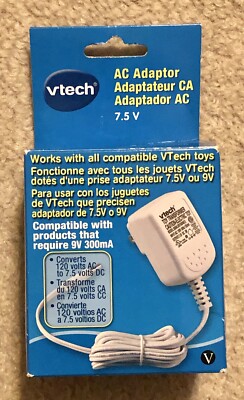 vtech
AC Adaptor
Adaptateur CA
Adaptador AC
7.5 V
Works with all compatible VTech toys
Fonctionne avec tous les jouets VTech
dotés d'une prise adaptateur 7.5V ou 9V
Para usar con los juguetes
de VTech que precisen
adaptador de 7.5V o 9V
Compatible with
products that
require 9V 300mA
• Converts
120 volts AC
to 7.5 volts DC
• Transforme
du 120 volts CA
en 7.5 volts CC
• Convierte
120 voltios AC
a 7.5 voltios DC
vtech
V